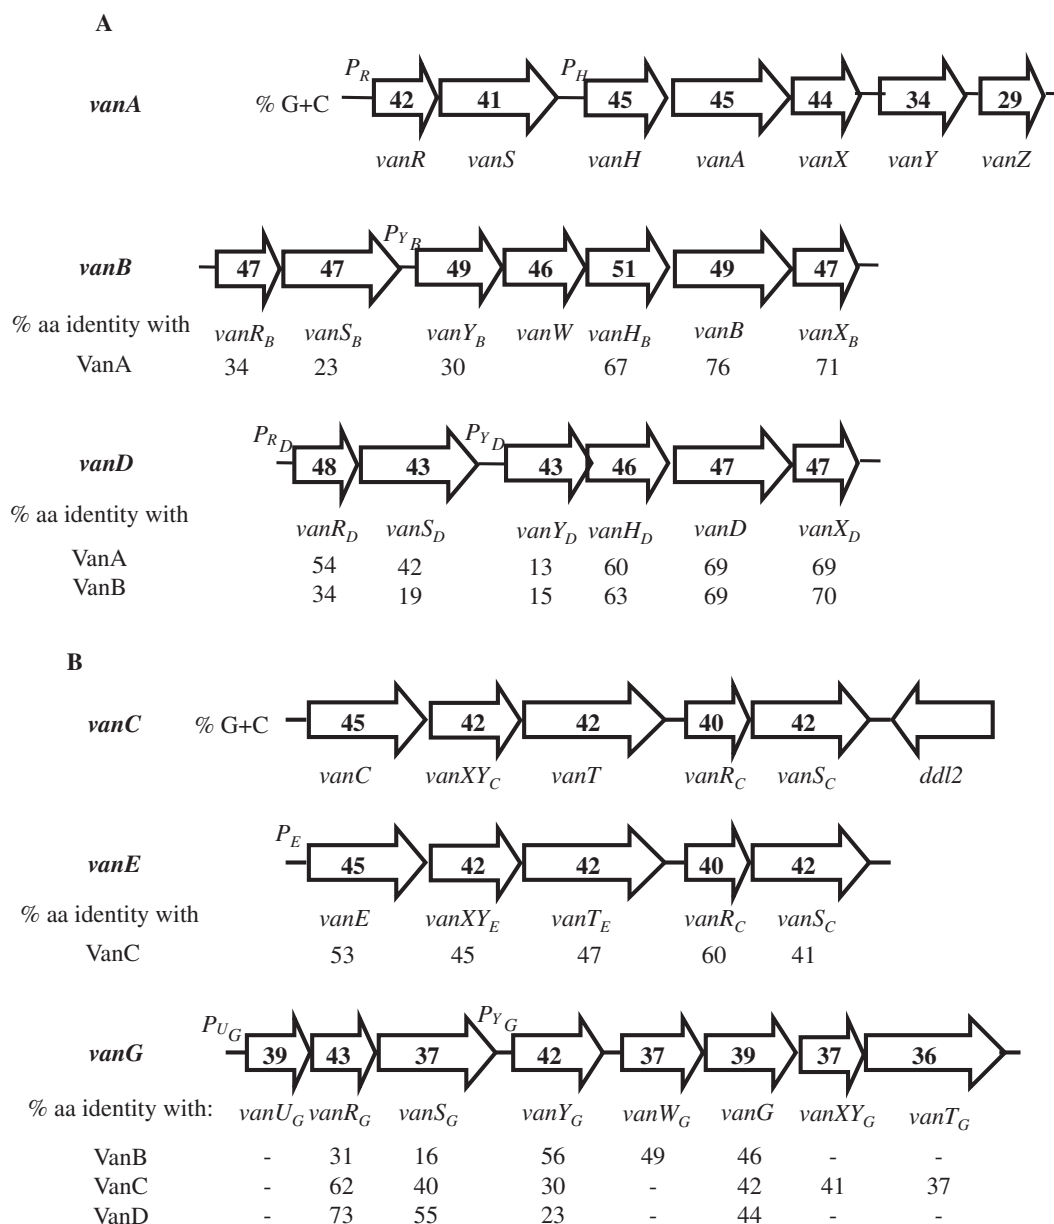 A
P_R P_H
vanA % G+C 42 41 45 45 44 34 29
vanR vanS vanH vanA vanX vanY vanZ
P_Y_B
vanB 47 47 49 46 51 49 47
% aa identity with vanR_B vanS_B vanY_B vanW vanH_B vanB vanX_B
VanA 34 23 30 67 76 71
P_R_D P_Y_D
vanD 48 43 43 46 47 47
% aa identity with vanR_D vanS_D vanY_D vanH_D vanD vanX_D
VanA 54 42 13 60 69 69
VanB 34 19 15 63 69 70
B
vanC % G+C 45 42 42 40 42
vanC vanXY_C vanT vanR_C vanS_C ddl2
P_E
vanE 45 42 42 40 42
% aa identity with vanE vanXY_E vanT_E vanR_C vanS_C
VanC 53 45 47 60 41
P_U_G P_Y_G
vanG 39 43 37 42 37 39 37 36
% aa identity with: vanU_G vanR_G vanS_G vanY_G vanW_G vanG vanXY_G vanT_G
VanB - 31 16 56 49 46 - -
VanC - 62 40 30 - 42 41 37
VanD - 73 55 23 - 44 - -